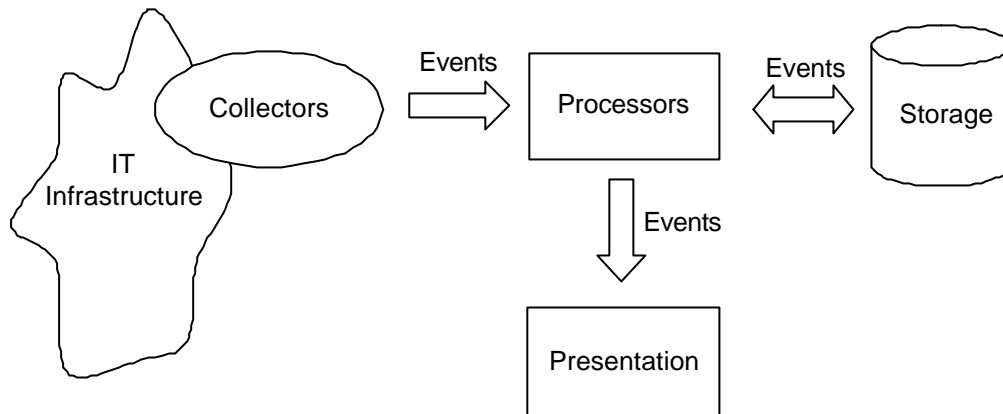 Events
Events
Collectors
Processors
Storage
IT
Infrastructure
Events
Presentation